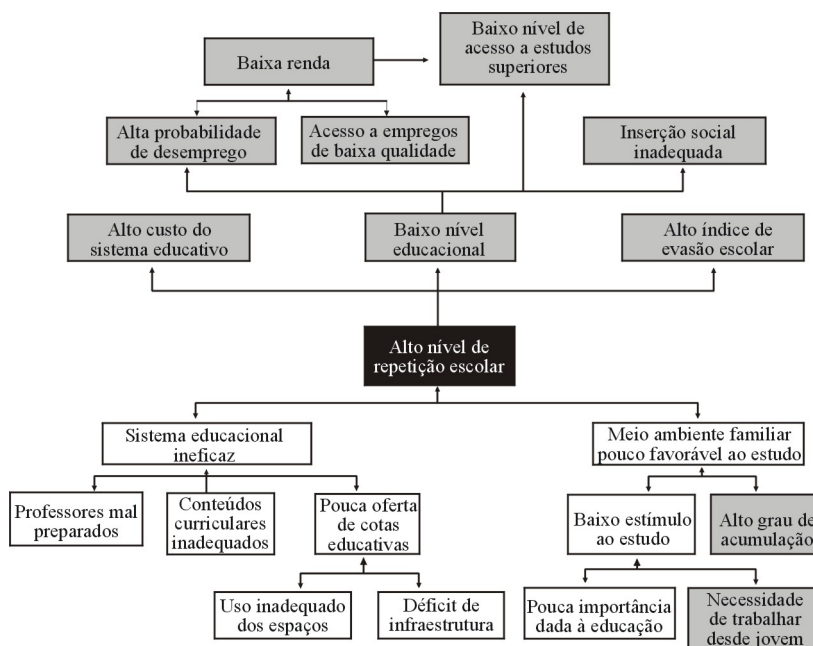 Baixo nível de
acesso a estudos
superiores
Baixa renda
Alta probabilidade
de desemprego
Acesso a empregos
de baixa qualidade
Inserção social
inadequada
Alto custo do
sistema educativo
Baixo nível
educacional
Alto índice de
evasão escolar
Alto nível de
repetição escolar
Sistema educacional
ineficaz
Meio ambiente familiar
pouco favorável ao estudo
Professores mal
preparados
Conteúdos
curriculares
inadequados
Pouca oferta
de cotas
educativas
Baixo estímulo
ao estudo
Alto grau de
acumulação
Uso inadequado
dos espaços
Déficit de
infraestrutura
Pouca importância
dada à educação
Necessidade
de trabalhar
desde jovem